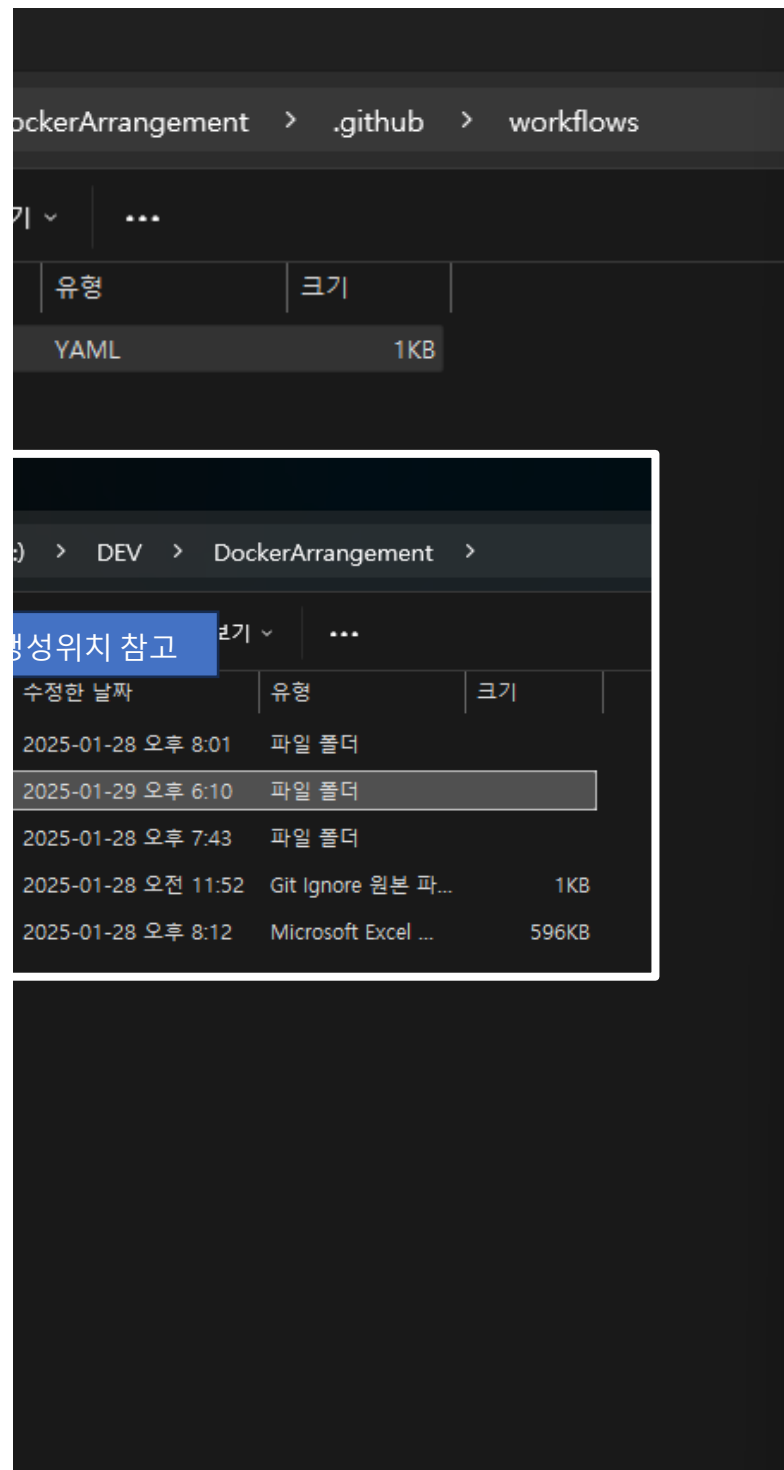 ockerArrangement > .github > workflows
기 ...
유형 크기
YAML 1KB
:) > DEV > DockerArrangement >
생성위치 참고 보기 ...
수정한 날짜 유형 크기
2025-01-28 오후 8:01 파일 폴더
2025-01-29 오후 6:10 파일 폴더
2025-01-28 오후 7:43 파일 폴더
2025-01-28 오전 11:52 Git Ignore 원본 파... 1KB
2025-01-28 오후 8:12 Microsoft Excel ... 596KB